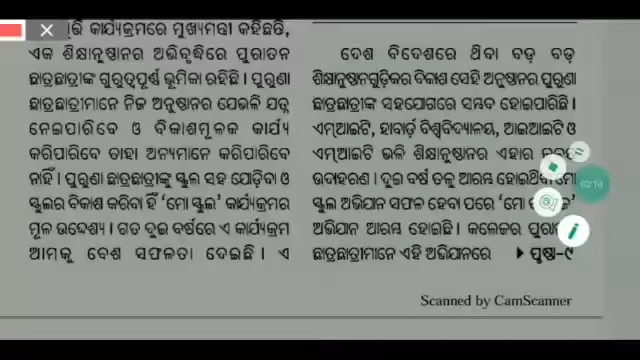 ଭି କାର୍ଯ୍ୟକ୍ରମରେ ମୁଖ୍ୟମନ୍ତ୍ରୀ କହିଛନ୍ତି,
ଏକ ଶିକ୍ଷାନୁଷ୍ଠାନର ଅଭିବୃଦ୍ଧିରେ ପୁରାତନ
ଛାତ୍ରଛାତ୍ରୀଙ୍କ ଗୁରୁତ୍ୱପୂର୍ଣ୍ଣ ଭୂମିକା ରହିଛି । ପୁରୁଣା
ଛାତ୍ରଛାତ୍ରୀମାନେ ନିଜ ଅନୁଷ୍ଠାନର ଯେଭଳି ଯତ୍ନ
ନେଇପାରିବେ ଓ ବିକାଶମୂଳକ କାର୍ଯ୍ୟ
କରିପାରିବେ ତାହା ଅନ୍ୟମାନେ କରିପାରିବେ
ନାହିଁ । ପୁରୁଣା ଛାତ୍ରଛାତ୍ରୀଙ୍କୁ ସ୍କୁଲ ସହ ଯୋଡ଼ିବା ଓ
ସ୍କୁଲର ବିକାଶ କରିବା ହିଁ ‘ମୋ ସ୍କୁଲ’ କାର୍ଯ୍ୟକ୍ରମର
ମୂଳ ଉଦ୍ଦେଶ୍ୟ । ଗତ ଦୁଇ ବର୍ଷରେ ଏ କାର୍ଯ୍ୟକ୍ରମ
ଆମକୁ ବେଶ ସଫଳତା ଦେଇଛି । ଏ
ଦେଶ ବିଦେଶରେ ଥିବା ବଡ଼ ବଡ଼
ଶିକ୍ଷାନୁଷ୍ଠାନଗୁଡ଼ିକର ବିକାଶ ସେହି ଅନୁଷ୍ଠାନର ପୁରୁଣା
ଛାତ୍ରଛାତ୍ରୀଙ୍କ ସହଯୋଗରେ ସମ୍ଭବ ହୋଇପାରିଛି ।
ଏମ୍ଆଇଟି, ହାବାର୍ଡ଼ ବିଶ୍ୱବିଦ୍ୟାଳୟ, ଆଇଆଇଟି ଓ
ଏମ୍ଆଇଟି ଭଳି ଶିକ୍ଷାନୁଷ୍ଠାନର ଏହାର
ଉଦାହରଣ । ଦୁଇ ବର୍ଷ ତଳୁ ଆରମ୍ଭ ହୋଇଥିବା ମୋ
ସ୍କୁଲ ଅଭିଯାନ ସଫଳ ହେବା ପରେ ‘ମୋ
ଅଭିଯାନ ଆରମ୍ଭ ହୋଇଛି । କଲେଜର
ଛାତ୍ରଛାତ୍ରୀମାନେ ଏହି ଅଭିଯାନରେ ▶ ପୃଷ୍ଠା-୯
02:10
Scanned by CamScanner